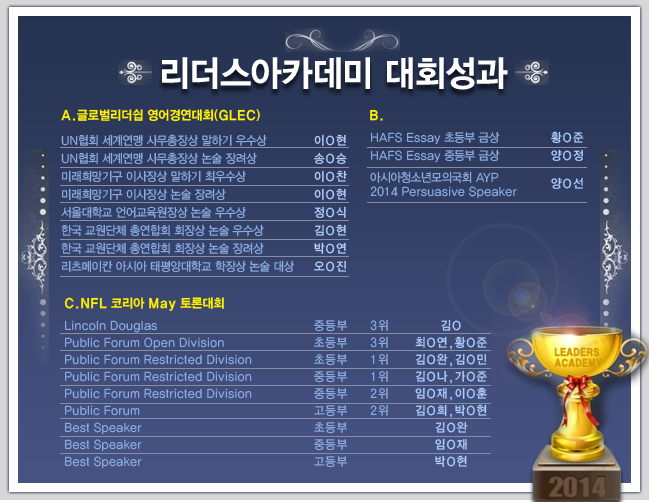 리더스아카데미 대회성과
A.글로벌리더쉽 영어경연대회(GLEC)
UN협회 세계연맹 사무총장상 말하기 우수상 이O현
UN협회 세계연맹 사무총장상 논술 장려상 송O승
미래희망기구 이사장상 말하기 최우수상 이O찬
미래희망기구 이사장상 논술 장려상 이O현
서울대학교 언어교육원장상 논술 우수상 정O식
한국 교원단체 총연합회 회장상 논술 우수상 김O현
한국 교원단체 총연합회 회장상 논술 장려상 박O연
리츠메이칸 아시아 태평양대학교 학장상 논술 대상 오O진
B.
HAFS Essay 초등부 금상 황O준
HAFS Essay 중등부 금상 양O정
아시아청소년모의국회 AYP
2014 Persuasive Speaker 양O선
C.NFL 코리아 May 토론대회
Lincoln Douglas 중등부 3위 김O
Public Forum Open Division 초등부 3위 최O연,황O준
Public Forum Restricted Division 초등부 1위 김O완,김O민
Public Forum Restricted Division 중등부 1위 김O나,가O준
Public Forum Restricted Division 중등부 2위 임O재,이O훈
Public Forum 고등부 2위 김O희,박O현
Best Speaker 초등부 김O완
Best Speaker 중등부 임O재
Best Speaker 고등부 박O현
LEADERS
ACADEMY
2014